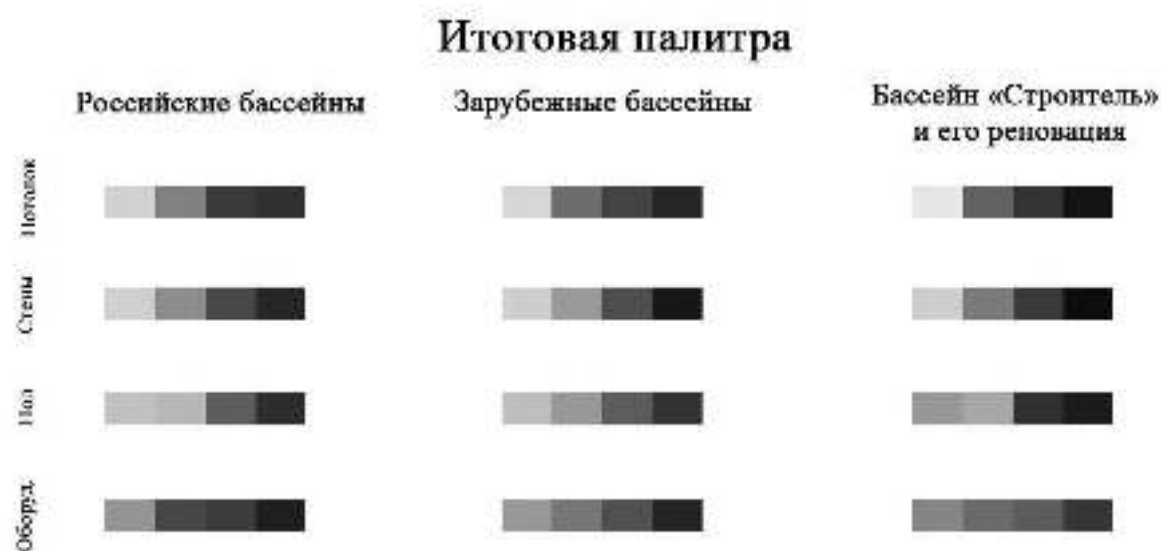 Итоговая палитра
Российские бассейны
Зарубежные бассейны
Бассейн «Строитель»
и его реновация
Потолок
Стены
Пол
Оборуд.